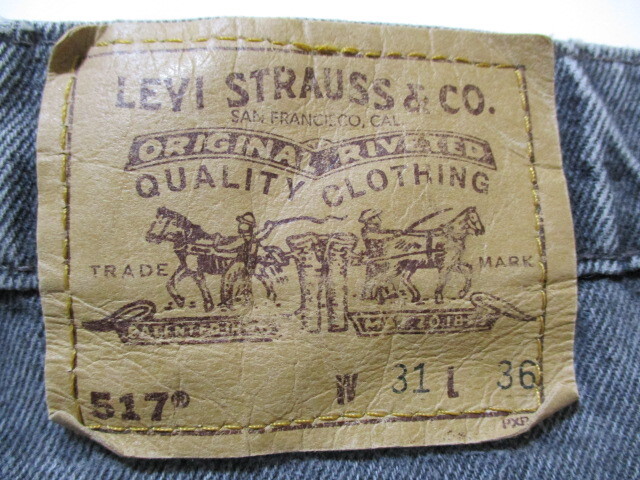 LEVI STRAUSS & CO.
SAN FRANCISCO, CAL
ORIGINAL RIVETED
QUALITY CLOTHING
TRADE MARK
517® W 31 L 36